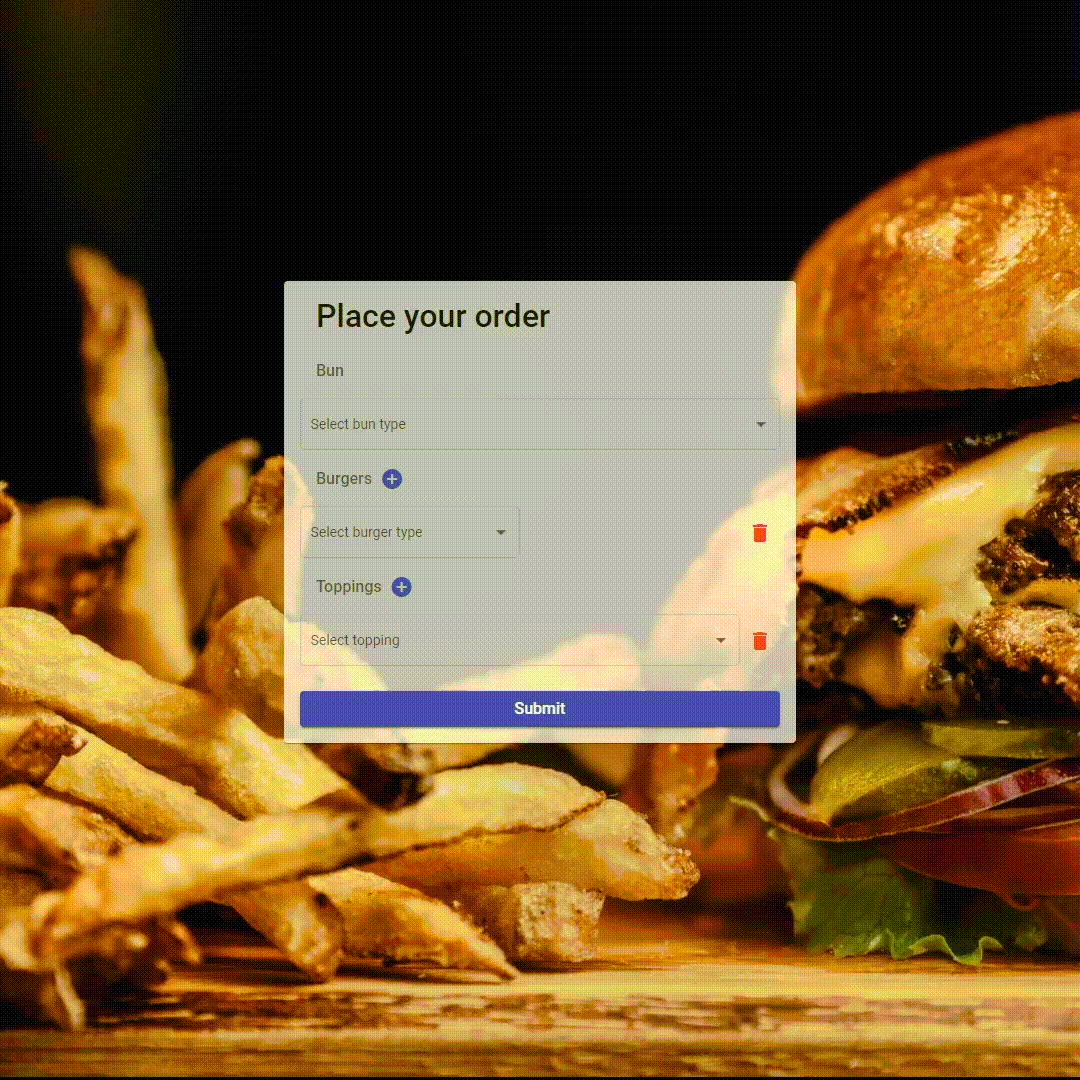 Place your order
Bun
Select bun type
Burgers
Select burger type
Toppings
Select topping
Submit